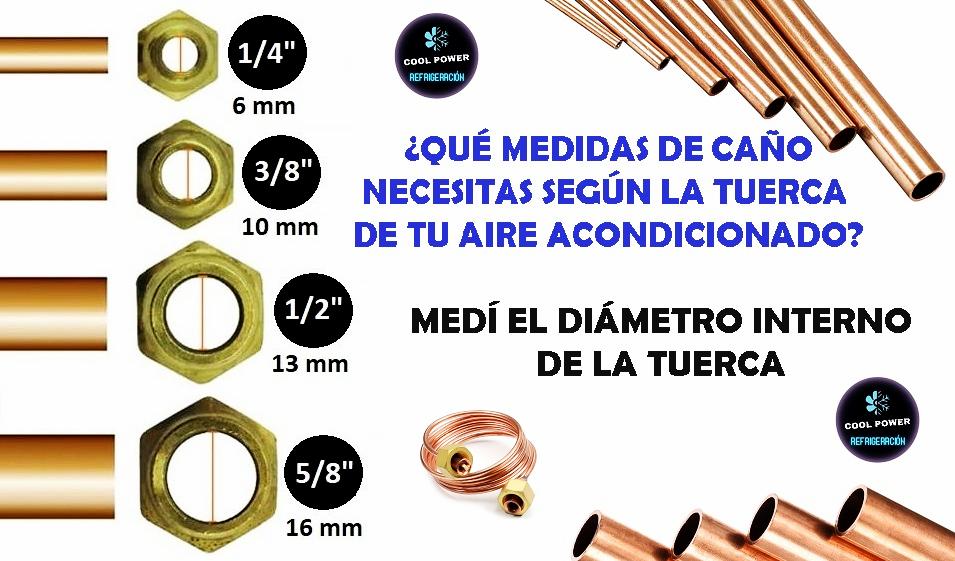 1/4"
6 mm
3/8"
10 mm
1/2"
13 mm
5/8"
16 mm
COOL POWER
REFRIGERACIÓN
¿QUÉ MEDIDAS DE CAÑO
NECESITAS SEGÚN LA TUERCA
DE TU AIRE ACONDICIONADO?
MEDÍ EL DIÁMETRO INTERNO
DE LA TUERCA
COOL POWER
REFRIGERACIÓN